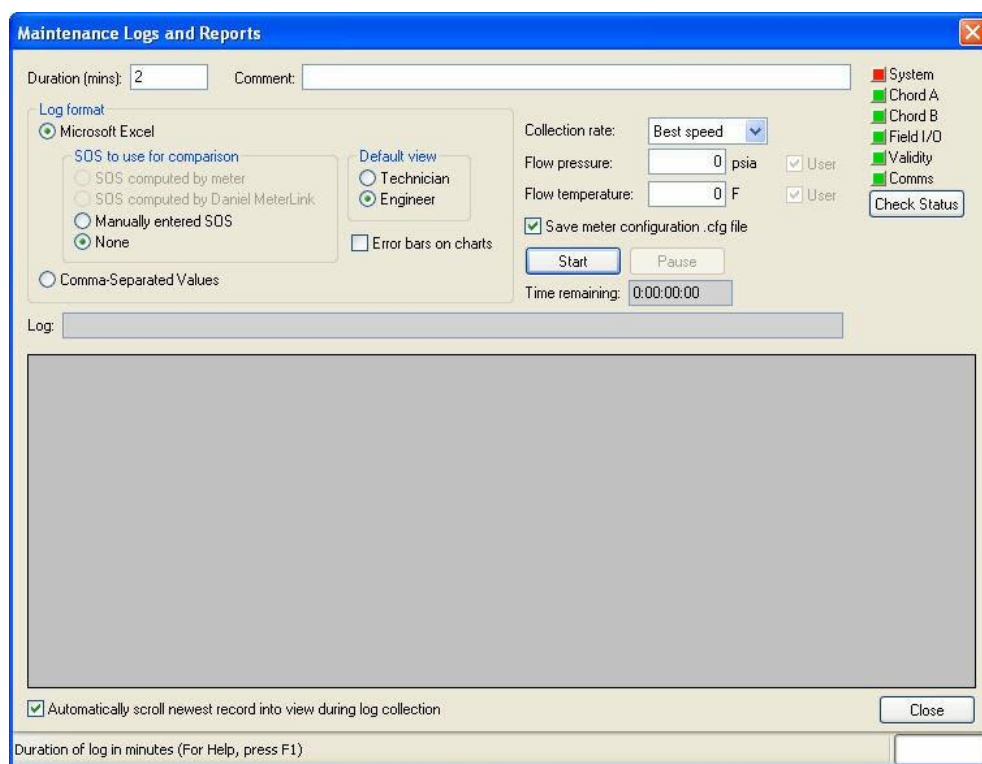 Maintenance Logs and Reports
Duration (mins): 2 Comment:
System
Chord A
Chord B
Field I/O
Validity
Comms
Check Status
Log format
Microsoft Excel
SOS to use for comparison
SOS computed by meter
SOS computed by Daniel MeterLink
Manually entered SOS
None
Default view
Technician
Engineer
Error bars on charts
Comma-Separated Values
Collection rate: Best speed
Flow pressure: 0 psia User
Flow temperature: 0 F User
Save meter configuration .cfg file
Start Pause
Time remaining: 0:00:00:00
Log:
Automatically scroll newest record into view during log collection
Close
Duration of log in minutes (For Help, press F1)